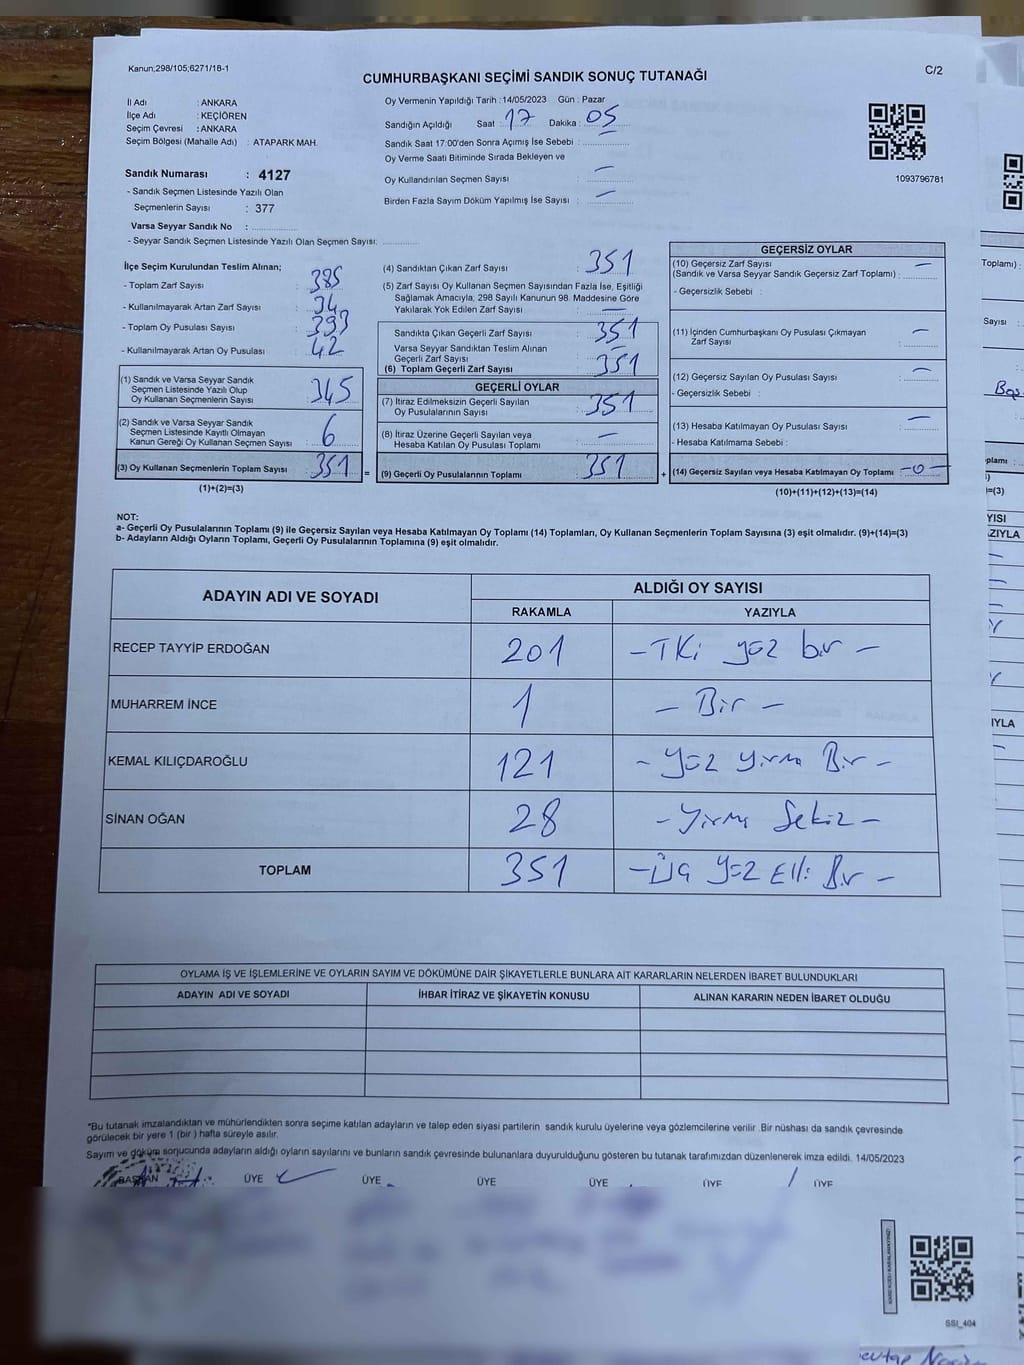 Kanun;298/105;6271/18-1
CUMHURBAŞKANI SEÇİMİ SANDIK SONUÇ TUTANAĞI
C/2
İl Adı : ANKARA
İlçe Adı : KEÇİÖREN
Seçim Çevresi : ANKARA
Seçim Bölgesi (Mahalle Adı) : ATAPARK MAH.
Sandık Numarası : 4127
- Sandık Seçmen Listesinde Yazılı Olan
Seçmenlerin Sayısı : 377
Varsa Seyyar Sandık No :
- Seyyar Sandık Seçmen Listesinde Yazılı Olan Seçmen Sayısı:
Oy Vermenin Yapıldığı Tarih : 14/05/2023 Gün : Pazar
Sandığın Açıldığı Saat : 17 Dakika : 05
Sandık Saat 17:00'den Sonra Açımış İse Sebebi :
Oy Verme Saati Bitiminde Sırada Bekleyen ve
Oy Kullandırılan Seçmen Sayısı : —
Birden Fazla Sayım Döküm Yapılmış İse Sayısı : —
1093796781
İlçe Seçim Kurulundan Teslim Alınan;
- Toplam Zarf Sayısı : 385
- Kullanılmayarak Artan Zarf Sayısı : 34
- Toplam Oy Pusulası Sayısı : 393
- Kullanılmayarak Artan Oy Pusulası : 42
(1) Sandık ve Varsa Seyyar Sandık
Seçmen Listesinde Yazılı Olup
Oy Kullanan Seçmenlerin Sayısı : 345
(2) Sandık ve Varsa Seyyar Sandık
Seçmen Listesinde Kayıtlı Olmayan
Kanun Gereği Oy Kullanan Seçmen Sayısı : 6
(3) Oy Kullanan Seçmenlerin Toplam Sayısı : 351 =
(1)+(2)=(3)
(4) Sandıktan Çıkan Zarf Sayısı : 351
(5) Zarf Sayısı Oy Kullanan Seçmen Sayısından Fazla İse, Eşitliği
Sağlamak Amacıyla, 298 Sayılı Kanunun 98. Maddesine Göre
Yakılarak Yok Edilen Zarf Sayısı : —
Sandıkta Çıkan Geçerli Zarf Sayısı : 351
Varsa Seyyar Sandıktan Teslim Alınan
Geçerli Zarf Sayısı : —
(6) Toplam Geçerli Zarf Sayısı : 351
GEÇERLİ OYLAR
(7) İtiraz Edilmeksizin Geçerli Sayılan
Oy Pusulalarının Sayısı : 351
(8) İtiraz Üzerine Geçerli Sayılan veya
Hesaba Katılan Oy Pusulası Toplamı : —
(9) Geçerli Oy Pusulalarının Toplamı : 351 +
GEÇERSİZ OYLAR
(10) Geçersiz Zarf Sayısı
(Sandık ve Varsa Seyyar Sandık Geçersiz Zarf Toplamı) : —
- Geçersizlik Sebebi :
(11) İçinden Cumhurbaşkanı Oy Pusulası Çıkmayan
Zarf Sayısı : —
(12) Geçersiz Sayılan Oy Pusulası Sayısı : —
- Geçersizlik Sebebi :
(13) Hesaba Katılmayan Oy Pusulası Sayısı : —
- Hesaba Katılmama Sebebi :
(14) Geçersiz Sayılan veya Hesaba Katılmayan Oy Toplamı : -0-
(10)+(11)+(12)+(13)=(14)
NOT:
a- Geçerli Oy Pusulalarının Toplamı (9) ile Geçersiz Sayılan veya Hesaba Katılmayan Oy Toplamı (14) Toplamları, Oy Kullanan Seçmenlerin Toplam Sayısına (3) eşit olmalıdır. (9)+(14)=(3)
b- Adayların Aldığı Oyların Toplamı, Geçerli Oy Pusulalarının Toplamına (9) eşit olmalıdır.
ADAYIN ADI VE SOYADI
ALDIĞI OY SAYISI
RAKAMLA YAZIYLA
RECEP TAYYİP ERDOĞAN 201 - İki yüz bir -
MUHARREM İNCE 1 - Bir -
KEMAL KILIÇDAROĞLU 121 - Yüz yirmi Bir -
SİNAN OĞAN 28 - Yirmi Sekiz -
TOPLAM 351 - Üç Yüz Elli Bir -
OYLAMA İŞ VE İŞLEMLERİNE VE OYLARIN SAYIM VE DÖKÜMÜNE DAİR ŞİKAYETLERLE BUNLARA AİT KARARLARIN NELERDEN İBARET BULUNDUKLARI
ADAYIN ADI VE SOYADI İHBAR İTİRAZ VE ŞİKAYETİN KONUSU ALINAN KARARIN NEDEN İBARET OLDUĞU
*Bu tutanak imzalandıktan ve mühürlendikten sonra seçime katılan adayların ve talep eden siyasi partilerin sandık kurulu üyelerine veya gözlemcilerine verilir .Bir nüshası da sandık çevresinde
görülecek bir yere 1 (bir ) hafta süreyle asılır.
Sayım ve döküm sonucunda adayların aldığı oyların sayılarını ve bunların sandık çevresinde bulunanlara duyurulduğunu gösteren bu tutanak tarafımızdan düzenlenerek imza edildi. 14/05/2023
BAŞKAN ÜYE ÜYE ÜYE ÜYE ÜYE ÜYE
SSI_404
Toplamı) :
Sayısı :
Baş
plamı :
)=(3)
YISI
AZIYLA
IYLA